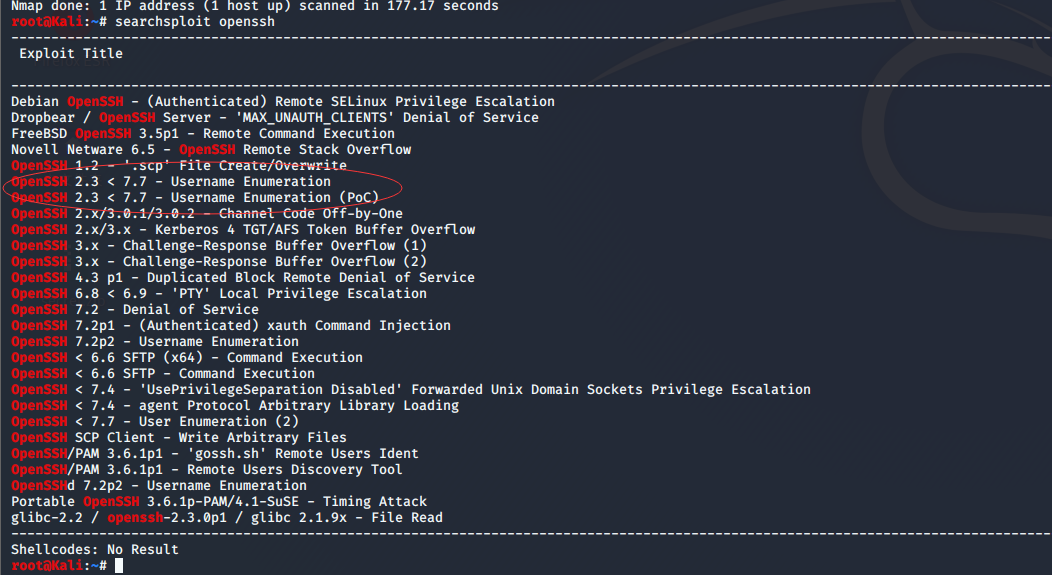 Nmap done: 1 IP address (1 host up) scanned in 177.17 seconds
root@Kali:~# searchsploit openssh
----------------------------------------------------------------------------------------------------------------------------------
Exploit Title
----------------------------------------------------------------------------------------------------------------------------------
Debian OpenSSH - (Authenticated) Remote SELinux Privilege Escalation
Dropbear / OpenSSH Server - 'MAX_UNAUTH_CLIENTS' Denial of Service
FreeBSD OpenSSH 3.5p1 - Remote Command Execution
Novell Netware 6.5 - OpenSSH Remote Stack Overflow
OpenSSH 1.2 - '.scp' File Create/Overwrite
OpenSSH 2.3 < 7.7 - Username Enumeration
OpenSSH 2.3 < 7.7 - Username Enumeration (PoC)
OpenSSH 2.x/3.0.1/3.0.2 - Channel Code Off-by-One
OpenSSH 2.x/3.x - Kerberos 4 TGT/AFS Token Buffer Overflow
OpenSSH 3.x - Challenge-Response Buffer Overflow (1)
OpenSSH 3.x - Challenge-Response Buffer Overflow (2)
OpenSSH 4.3 p1 - Duplicated Block Remote Denial of Service
OpenSSH 6.8 < 6.9 - 'PTY' Local Privilege Escalation
OpenSSH 7.2 - Denial of Service
OpenSSH 7.2p1 - (Authenticated) xauth Command Injection
OpenSSH 7.2p2 - Username Enumeration
OpenSSH < 6.6 SFTP (x64) - Command Execution
OpenSSH < 6.6 SFTP - Command Execution
OpenSSH < 7.4 - 'UsePrivilegeSeparation Disabled' Forwarded Unix Domain Sockets Privilege Escalation
OpenSSH < 7.4 - agent Protocol Arbitrary Library Loading
OpenSSH < 7.7 - User Enumeration (2)
OpenSSH SCP Client - Write Arbitrary Files
OpenSSH/PAM 3.6.1p1 - 'gossh.sh' Remote Users Ident
OpenSSH/PAM 3.6.1p1 - Remote Users Discovery Tool
OpenSSHd 7.2p2 - Username Enumeration
Portable OpenSSH 3.6.1p-PAM/4.1-SuSE - Timing Attack
glibc-2.2 / openssh-2.3.0p1 / glibc 2.1.9x - File Read
----------------------------------------------------------------------------------------------------------------------------------
Shellcodes: No Result
root@Kali:~#